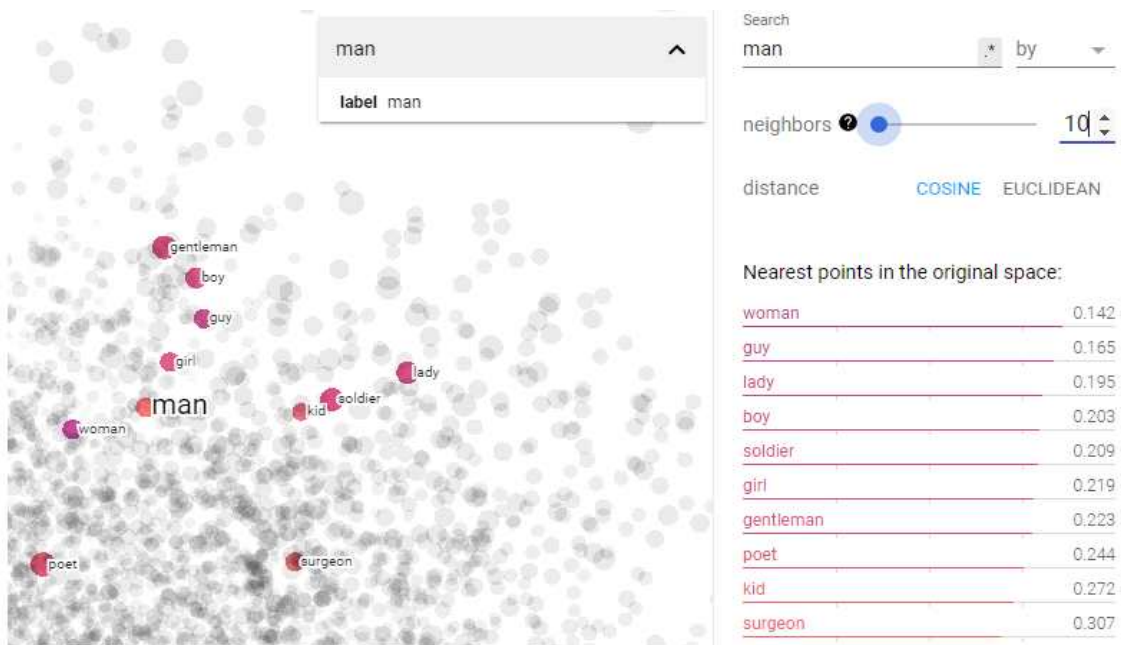 man
label man
gentleman
boy
guy
girl
lady
man
soldier
kid
woman
poet
surgeon
Search
man .* by
neighbors ? 10
distance COSINE EUCLIDEAN
Nearest points in the original space:
woman 0.142
guy 0.165
lady 0.195
boy 0.203
soldier 0.209
girl 0.219
gentleman 0.223
poet 0.244
kid 0.272
surgeon 0.307